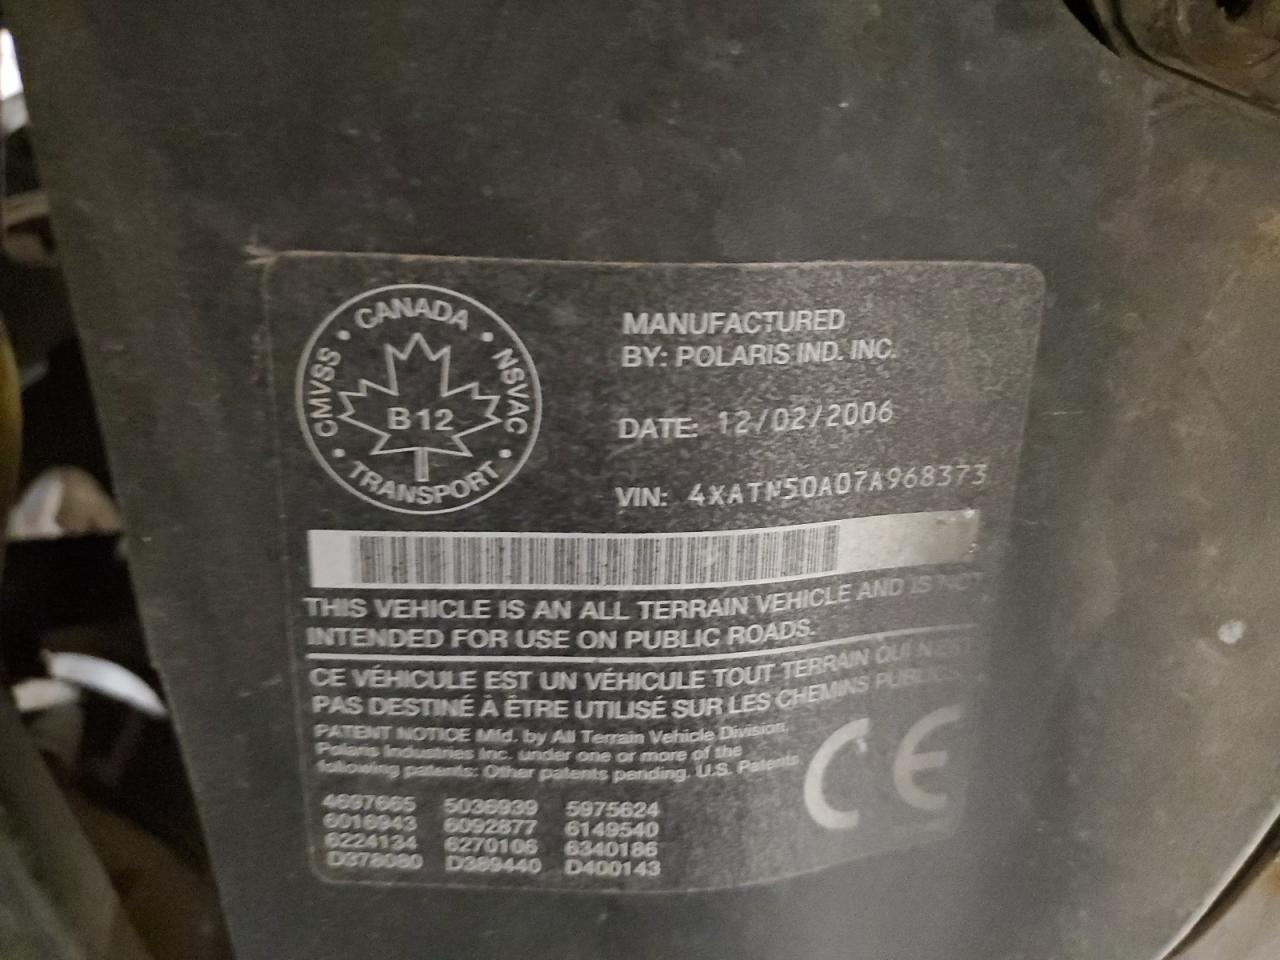 CANADA
CMVSS
NSVAC
B12
TRANSPORT
MANUFACTURED
BY: POLARIS IND. INC.
DATE: 12/02/2006
VIN: 4XATN50A07A968373
THIS VEHICLE IS AN ALL TERRAIN VEHICLE AND IS NOT
INTENDED FOR USE ON PUBLIC ROADS.
CE VÉHICULE EST UN VÉHICULE TOUT TERRAIN QUI N'EST
PAS DESTINÉ À ÊTRE UTILISÉ SUR LES CHEMINS PUBLICS.
PATENT NOTICE Mfd. by All Terrain Vehicle Division,
Polaris Industries Inc. under one or more of the
following patents: Other patents pending. U.S. Patents
4697665 5036939 5975624
6016943 6092877 6149540
6224134 6270106 6340186
D378080 D389440 D400143
CE